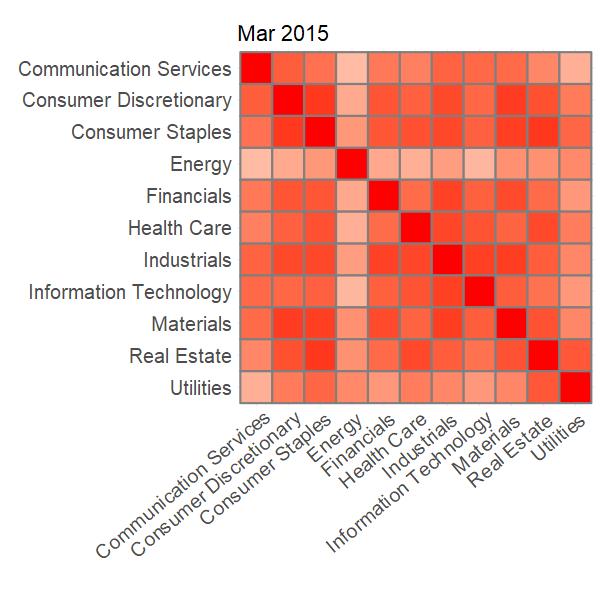 Mar 2015
Communication Services
Consumer Discretionary
Consumer Staples
Energy
Financials
Health Care
Industrials
Information Technology
Materials
Real Estate
Utilities
Communication Services
Consumer Discretionary
Consumer Staples
Energy
Financials
Health Care
Industrials
Information Technology
Materials
Real Estate
Utilities